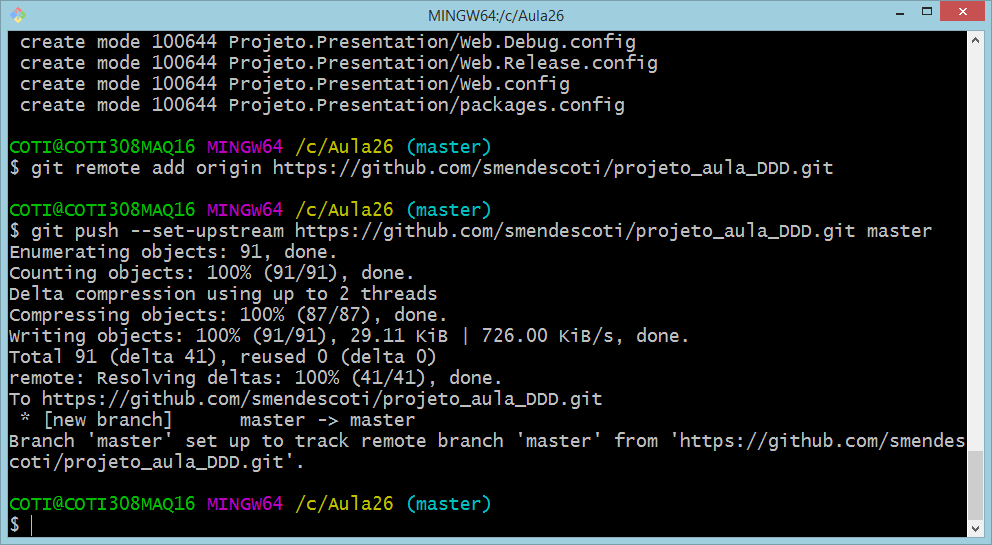 MINGW64:/c/Aula26
create mode 100644 Projeto.Presentation/Web.Debug.config
create mode 100644 Projeto.Presentation/Web.Release.config
create mode 100644 Projeto.Presentation/Web.config
create mode 100644 Projeto.Presentation/packages.config
COTI@COTI308MAQ16 MINGW64 /c/Aula26 (master)
$ git remote add origin https://github.com/smendescoti/projeto_aula_DDD.git
COTI@COTI308MAQ16 MINGW64 /c/Aula26 (master)
$ git push --set-upstream https://github.com/smendescoti/projeto_aula_DDD.git master
Enumerating objects: 91, done.
Counting objects: 100% (91/91), done.
Delta compression using up to 2 threads
Compressing objects: 100% (87/87), done.
Writing objects: 100% (91/91), 29.11 KiB | 726.00 KiB/s, done.
Total 91 (delta 41), reused 0 (delta 0)
remote: Resolving deltas: 100% (41/41), done.
To https://github.com/smendescoti/projeto_aula_DDD.git
* [new branch]      master -> master
Branch 'master' set up to track remote branch 'master' from 'https://github.com/smendes
coti/projeto_aula_DDD.git'.
COTI@COTI308MAQ16 MINGW64 /c/Aula26 (master)
$